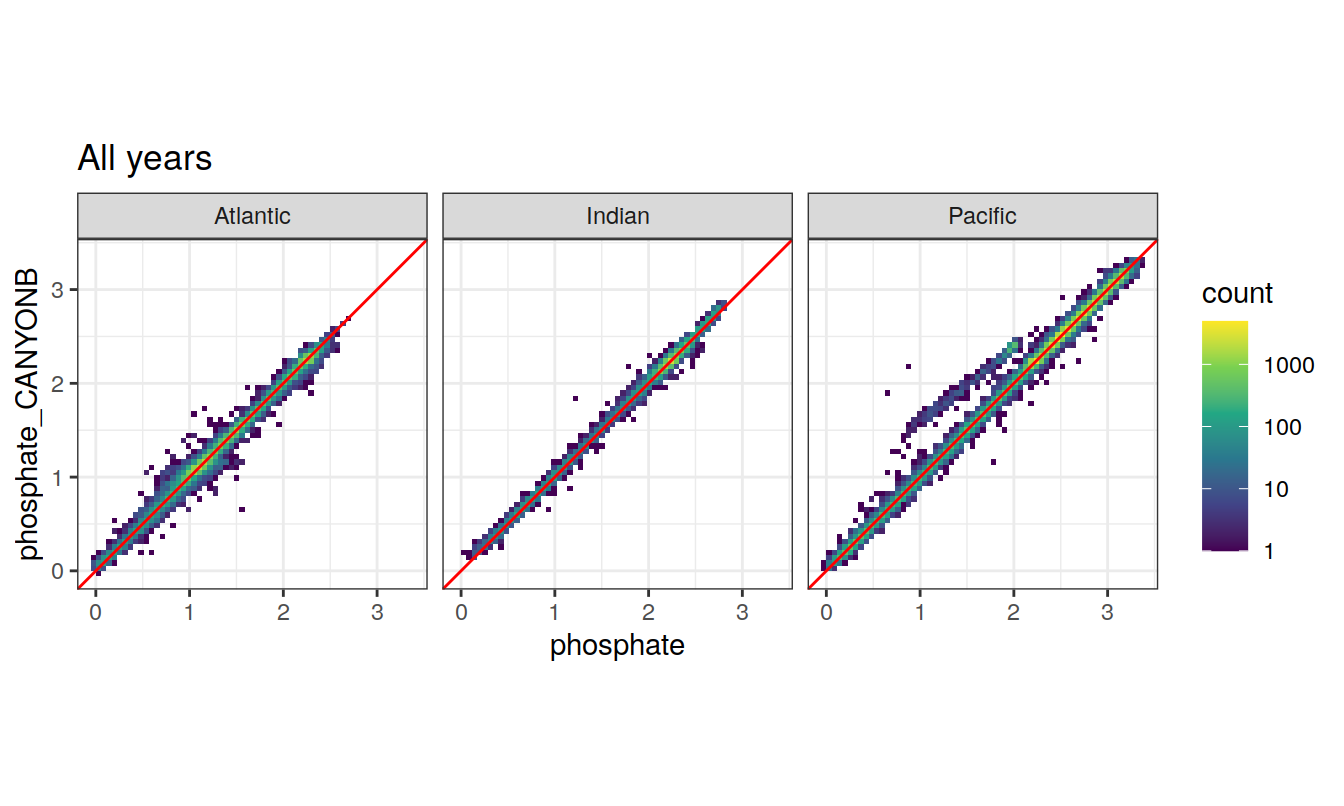 All years
Atlantic Indian Pacific
phosphate_CANYONB
3
2
1
0
0 1 2 3 0 1 2 3 0 1 2 3
phosphate
count
1000
100
10
1